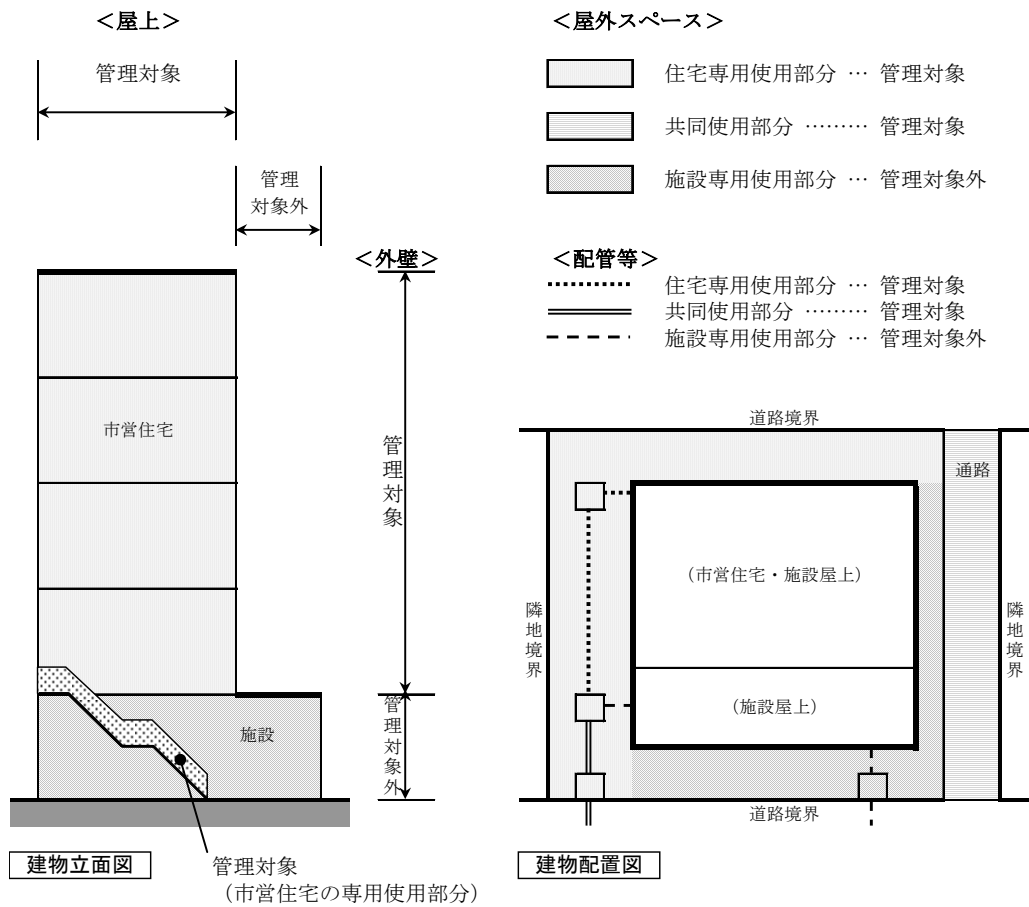 <屋上>
管理対象
管理
対象外
<外壁>
市営住宅
管理対象
施設
管理対象外
建物立面図
管理対象
（市営住宅の専用使用部分）
<屋外スペース>
住宅専用使用部分 … 管理対象
共同使用部分 ……… 管理対象
施設専用使用部分 … 管理対象外
<配管等>
住宅専用使用部分 … 管理対象
共同使用部分 ……… 管理対象
施設専用使用部分 … 管理対象外
道路境界
通路
（市営住宅・施設屋上）
隣地境界
隣地境界
（施設屋上）
道路境界
建物配置図